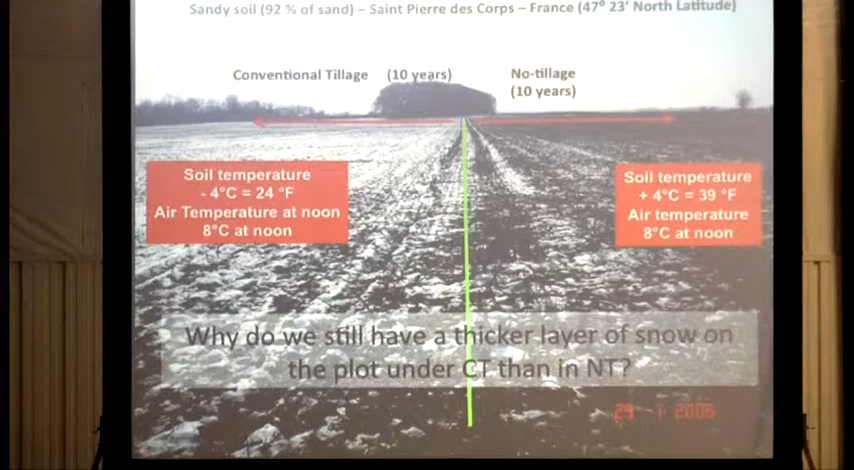 Sandy soil (92 % of sand) – Saint Pierre des Corps – France (47⁰ 23' North Latitude)
Conventional Tillage (10 years)
No-tillage
(10 years)
Soil temperature
- 4°C = 24 °F
Air Temperature at noon
8°C at noon
Soil temperature
+ 4°C = 39 °F
Air temperature
8°C at noon
Why do we still have a thicker layer of snow on
the plot under CT than in NT?
29 1 2006